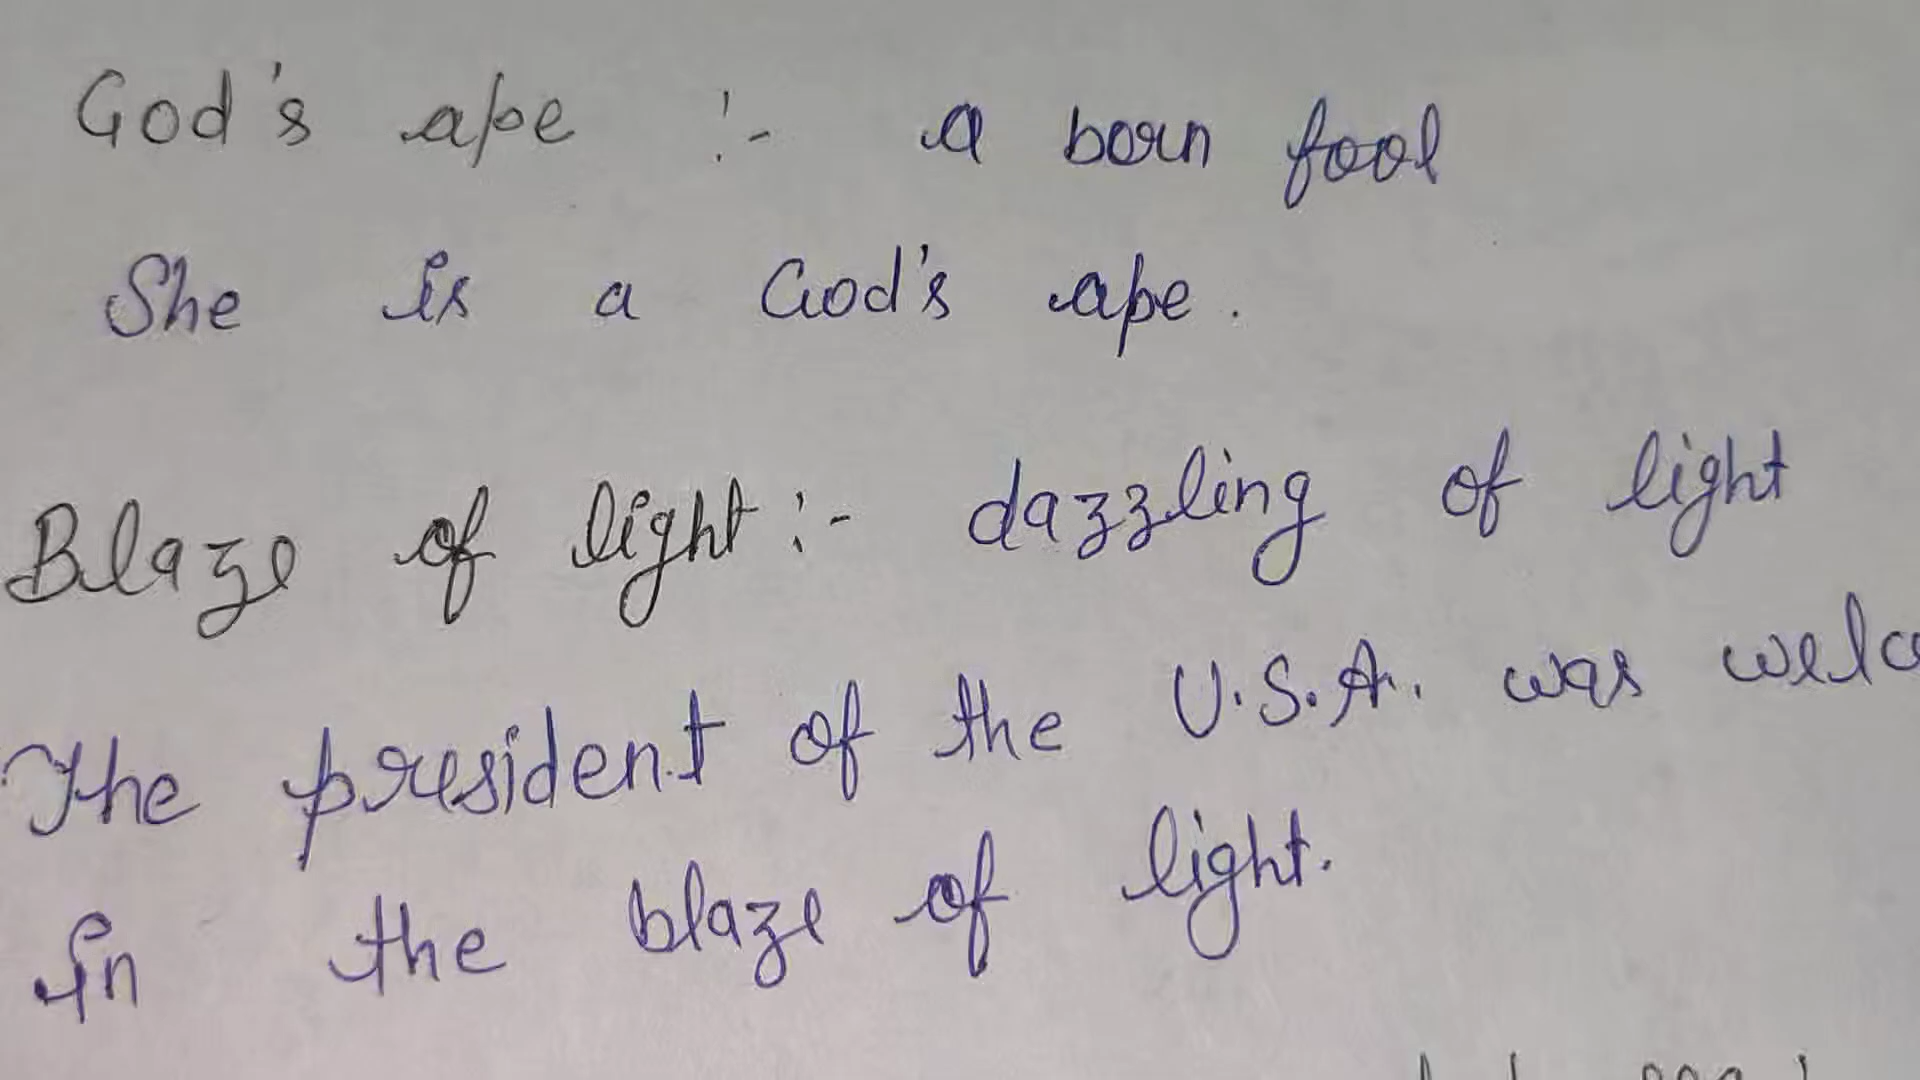 God's ape :- a born fool
She is a God's ape.
Blaze of light :- dazzling of light
The president of the U.S.A. was
in the blaze of light.